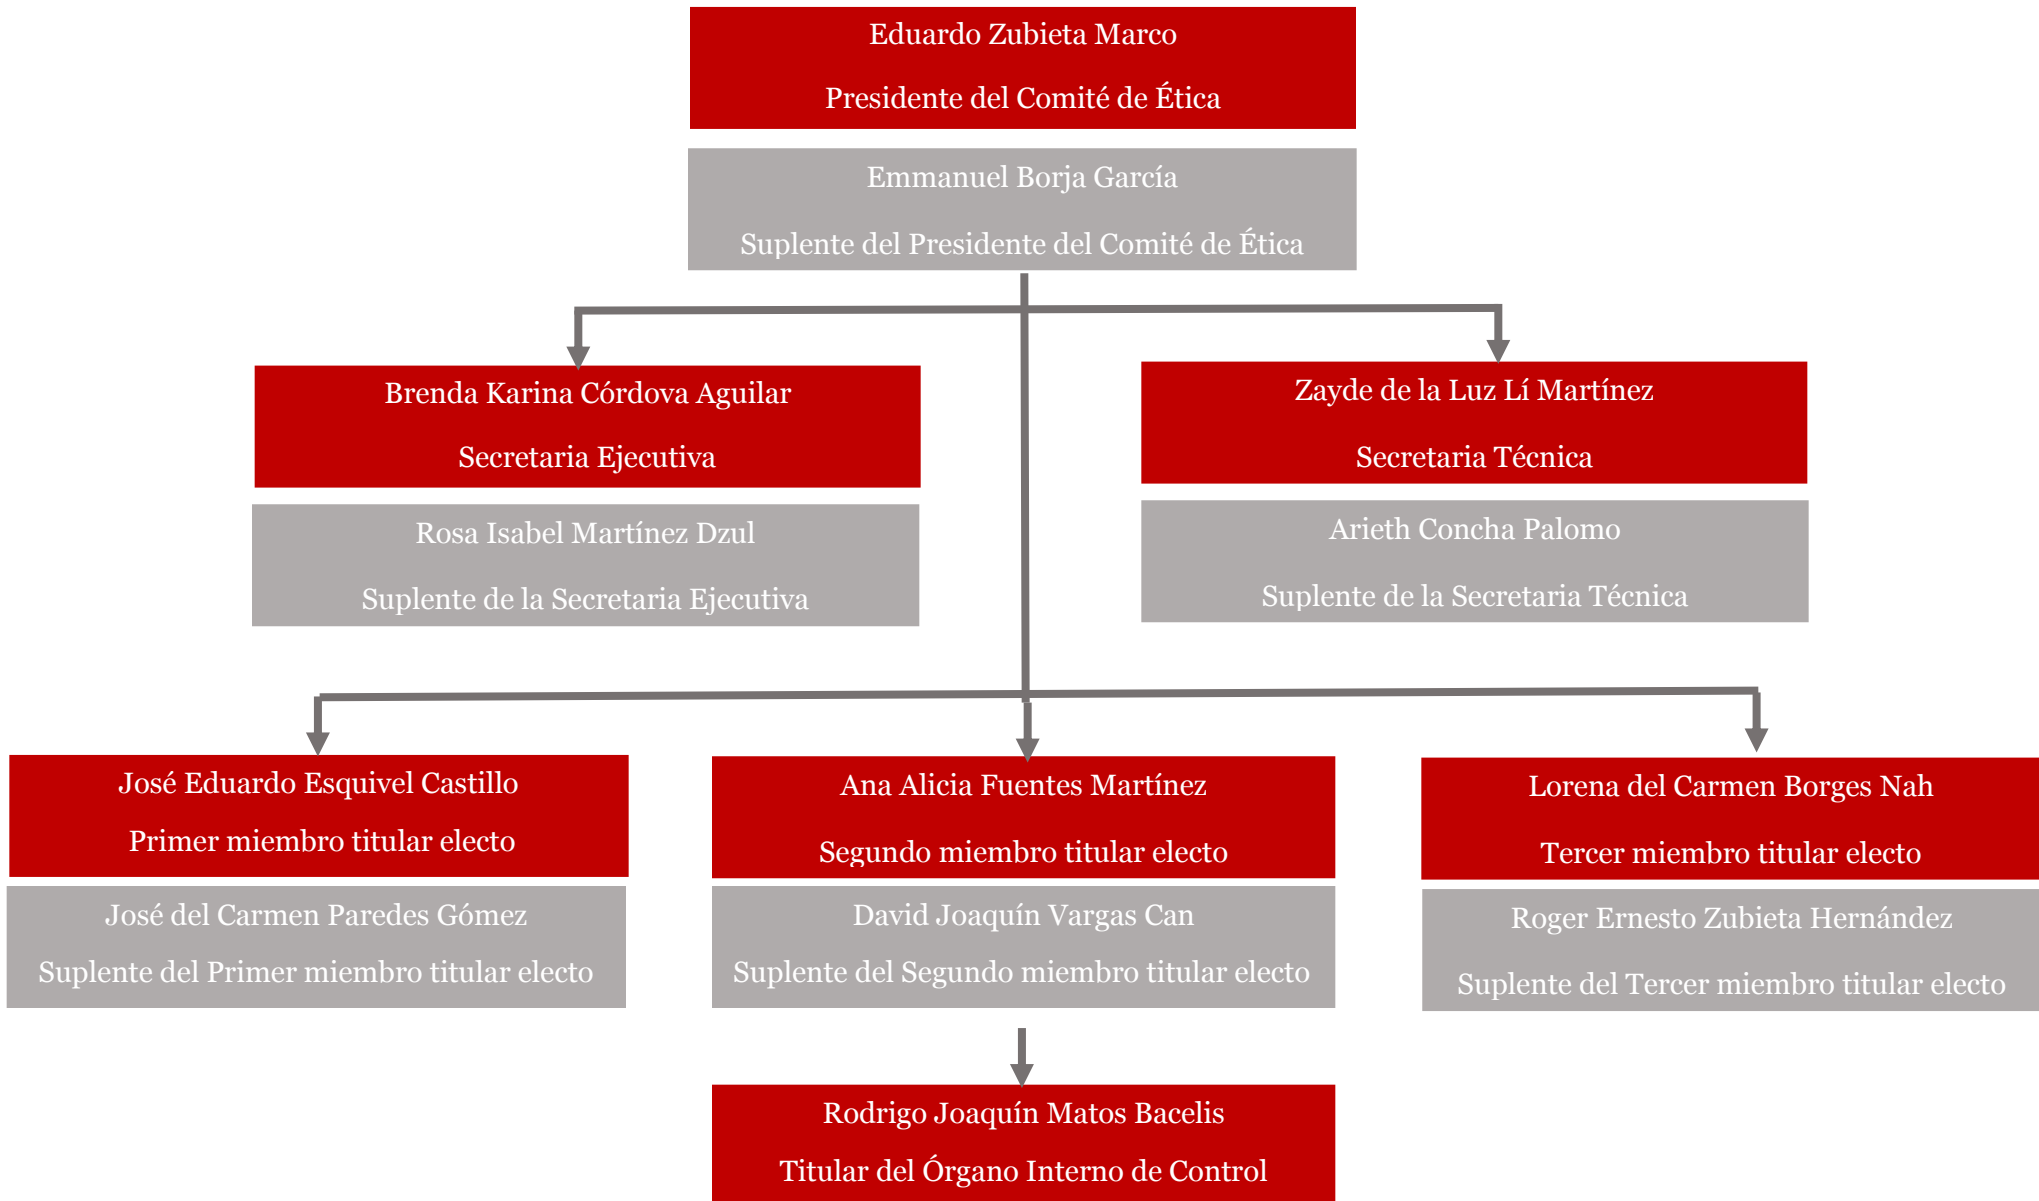 Eduardo Zubieta Marco
Presidente del Comité de Ética
Emmanuel Borja García
Suplente del Presidente del Comité de Ética
Brenda Karina Córdova Aguilar
Secretaria Ejecutiva
Rosa Isabel Martínez Dzul
Suplente de la Secretaria Ejecutiva
Zayde de la Luz Lí Martínez
Secretaria Técnica
Arieth Concha Palomo
Suplente de la Secretaria Técnica
José Eduardo Esquivel Castillo
Primer miembro titular electo
José del Carmen Paredes Gómez
Suplente del Primer miembro titular electo
Ana Alicia Fuentes Martínez
Segundo miembro titular electo
David Joaquín Vargas Can
Suplente del Segundo miembro titular electo
Lorena del Carmen Borges Nah
Tercer miembro titular electo
Roger Ernesto Zubieta Hernández
Suplente del Tercer miembro titular electo
Rodrigo Joaquín Matos Bacelis
Titular del Órgano Interno de Control